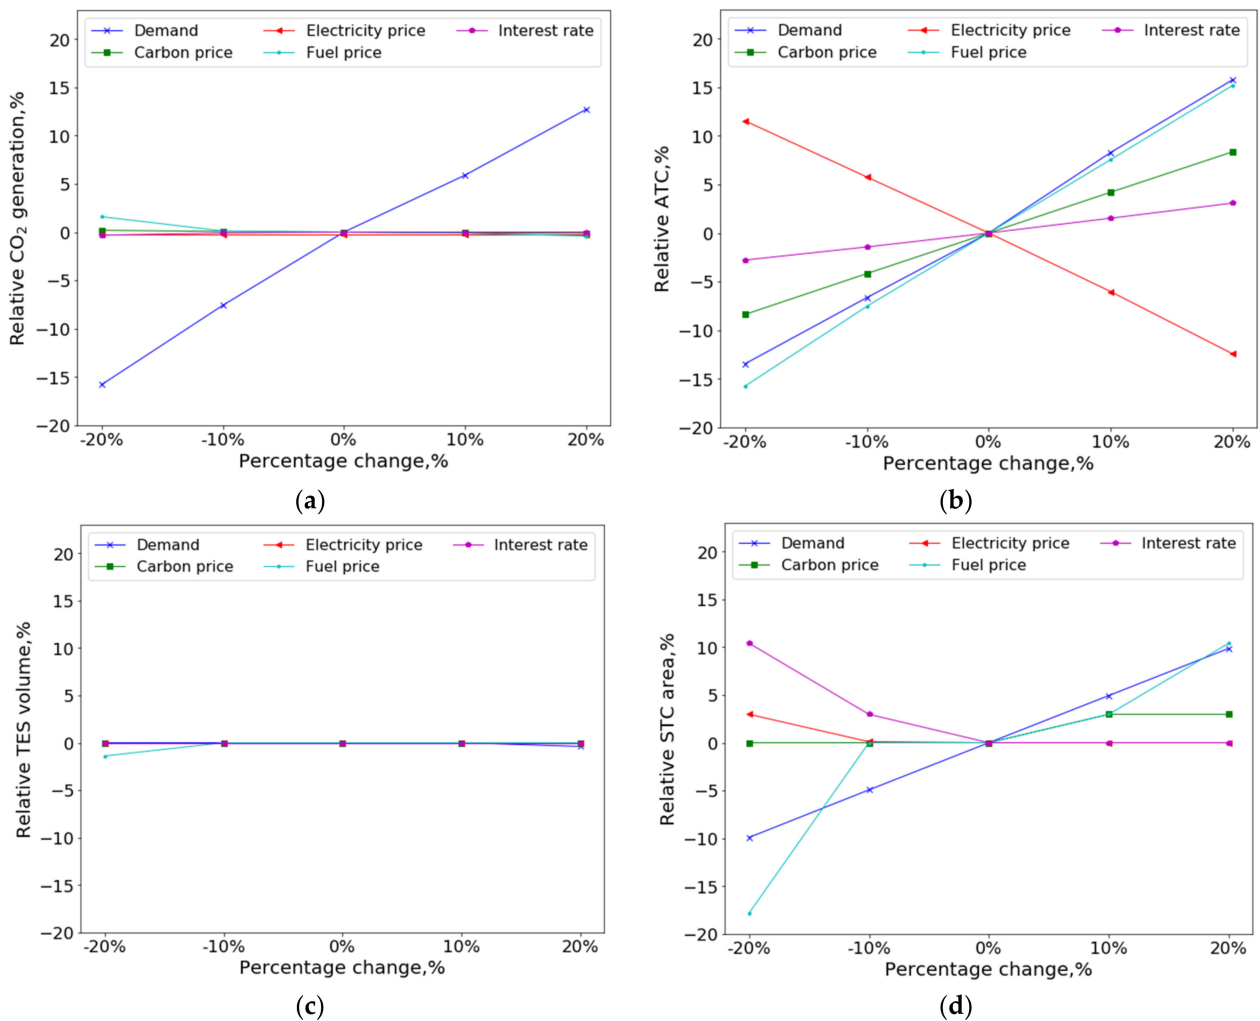 Demand Electricity price Interest rate
Carbon price Fuel price
Relative CO2 generation,%
20
15
10
5
0
−5
−10
−15
−20
-20% -10% 0% 10% 20%
Percentage change,%
(a)
Demand Electricity price Interest rate
Carbon price Fuel price
Relative ATC,%
20
15
10
5
0
−5
−10
−15
−20
-20% -10% 0% 10% 20%
Percentage change,%
(b)
Demand Electricity price Interest rate
Carbon price Fuel price
Relative TES volume,%
20
15
10
5
0
−5
−10
−15
−20
-20% -10% 0% 10% 20%
Percentage change,%
(c)
Demand Electricity price Interest rate
Carbon price Fuel price
Relative STC area,%
20
15
10
5
0
−5
−10
−15
−20
-20% -10% 0% 10% 20%
Percentage change,%
(d)